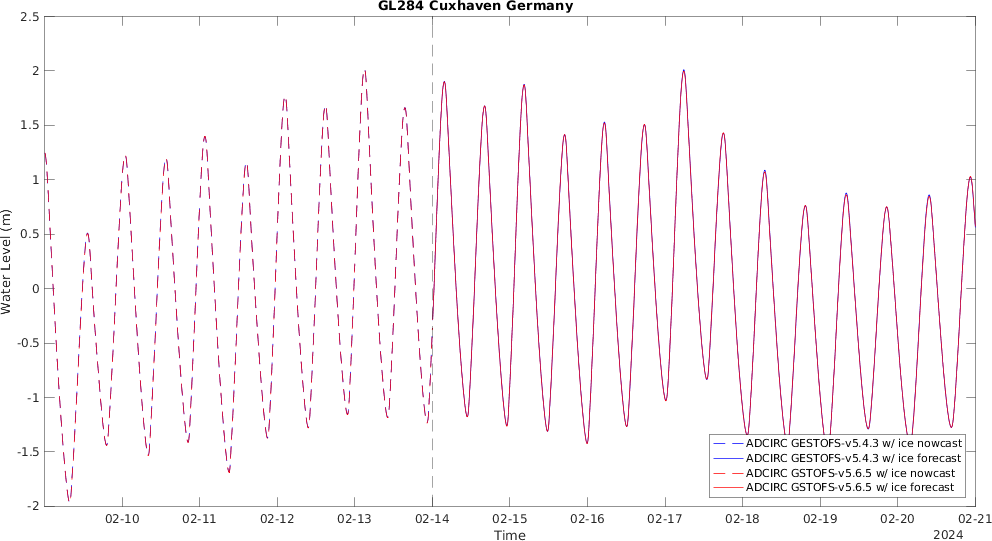 GL284 Cuxhaven Germany
2.5
2
1.5
1
0.5
0
-0.5
-1
-1.5
-2
Water Level (m)
ADCIRC GESTOFS-v5.4.3 w/ ice nowcast
ADCIRC GESTOFS-v5.4.3 w/ ice forecast
ADCIRC GSTOFS-v5.6.5 w/ ice nowcast
ADCIRC GSTOFS-v5.6.5 w/ ice forecast
02-10 02-11 02-12 02-13 02-14 02-15 02-16 02-17 02-18 02-19 02-20 02-21
Time
2024